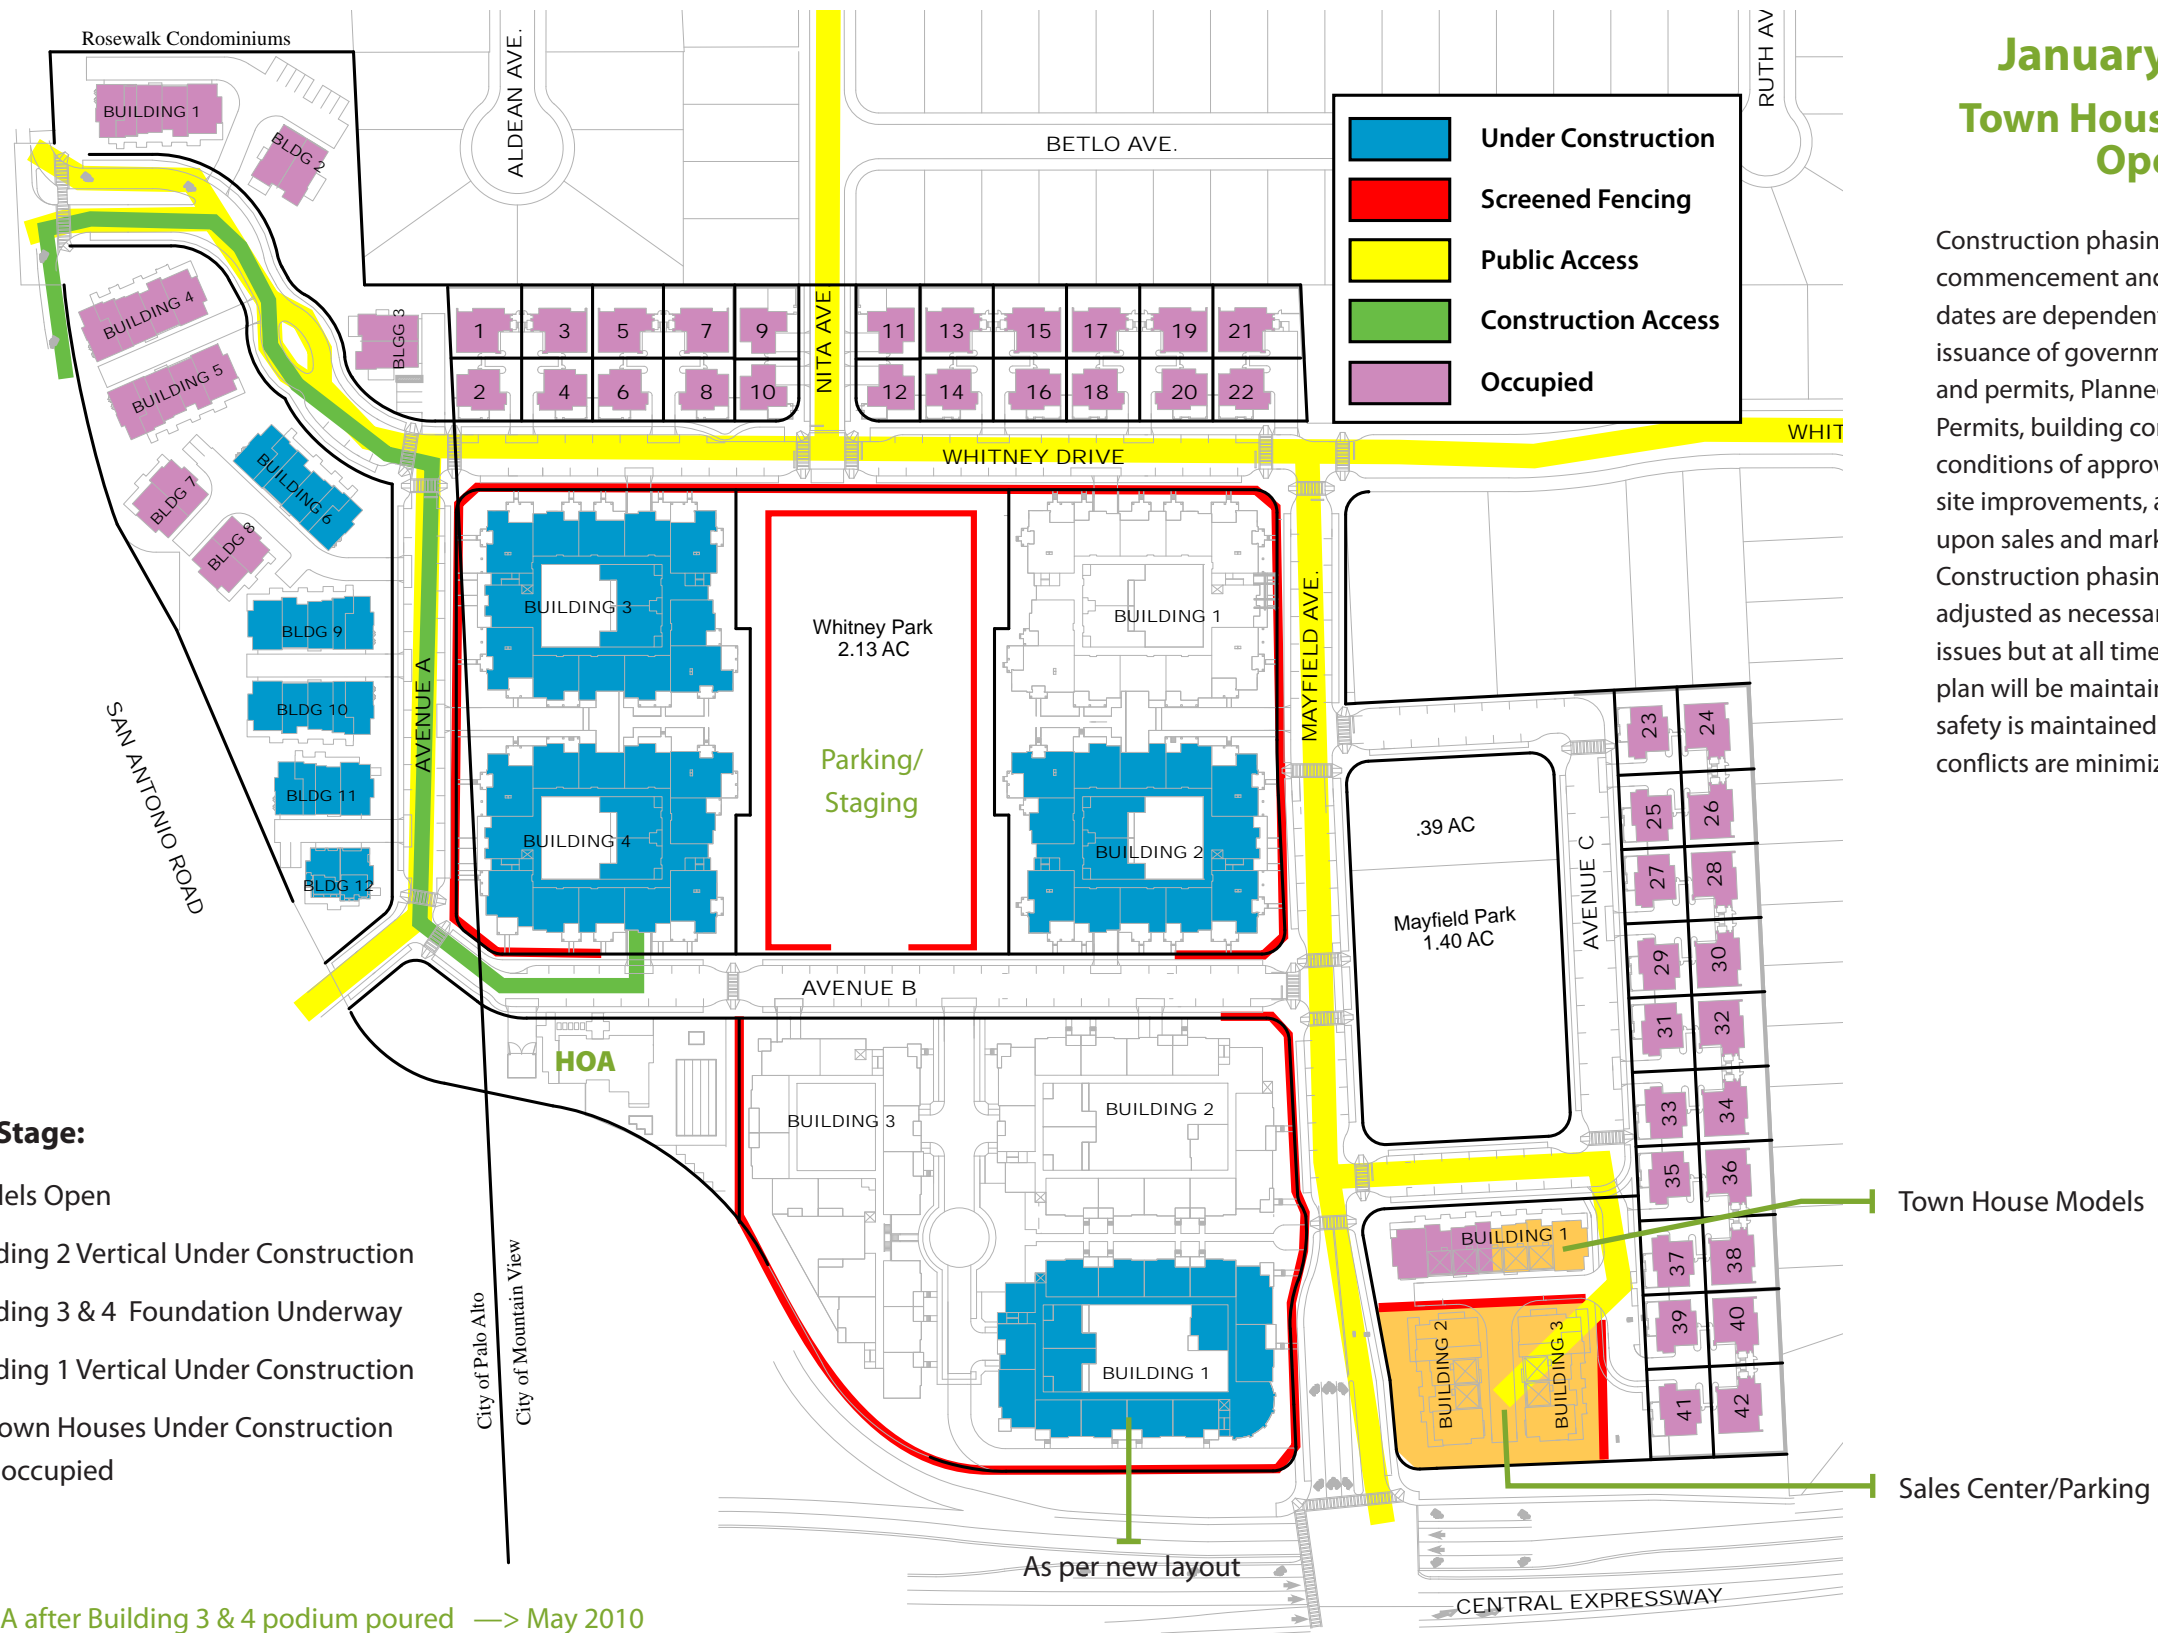 Rosewalk Condominiums
BUILDING 1
BLDG 2
BLGG 3
BUILDING 4
BUILDING 5
BUILDING 6
BLDG 7
BLDG 8
BLDG 9
BLDG 10
BLDG 11
BLDG 12
SAN ANTONIO ROAD
AVENUE A
ALDEAN AVE.
BETLO AVE.
RUTH AV
NITA AVE
1
3
5
7
9
2
4
6
8
10
11
13
15
17
19
21
12
14
16
18
20
22
Under Construction
Screened Fencing
Public Access
Construction Access
Occupied
WHITNEY DRIVE
WHIT
BUILDING 3
BUILDING 4
Whitney Park
2.13 AC
Parking/
Staging
BUILDING 1
BUILDING 2
MAYFIELD AVE.
AVENUE B
HOA
BUILDING 3
BUILDING 2
BUILDING 1
As per new layout
.39 AC
Mayfield Park
1.40 AC
AVENUE C
23
24
25
26
27
28
29
30
31
32
33
34
35
36
37
38
39
40
41
42
BUILDING 1
BUILDING 2
BUILDING 3
Town House Models
Sales Center/Parking
CENTRAL EXPRESSWAY
City of Palo Alto
City of Mountain View
January
Town Hous
Ope
Construction phasin
commencement and
dates are dependent
issuance of governm
and permits, Planned
Permits, building con
conditions of approv
site improvements, a
upon sales and mark
Construction phasin
adjusted as necessar
issues but at all time
plan will be maintain
safety is maintained
conflicts are minimiz
Stage:
dels Open
ding 2 Vertical Under Construction
ding 3 & 4 Foundation Underway
ding 1 Vertical Under Construction
own Houses Under Construction
occupied
A after Building 3 & 4 podium poured —> May 2010